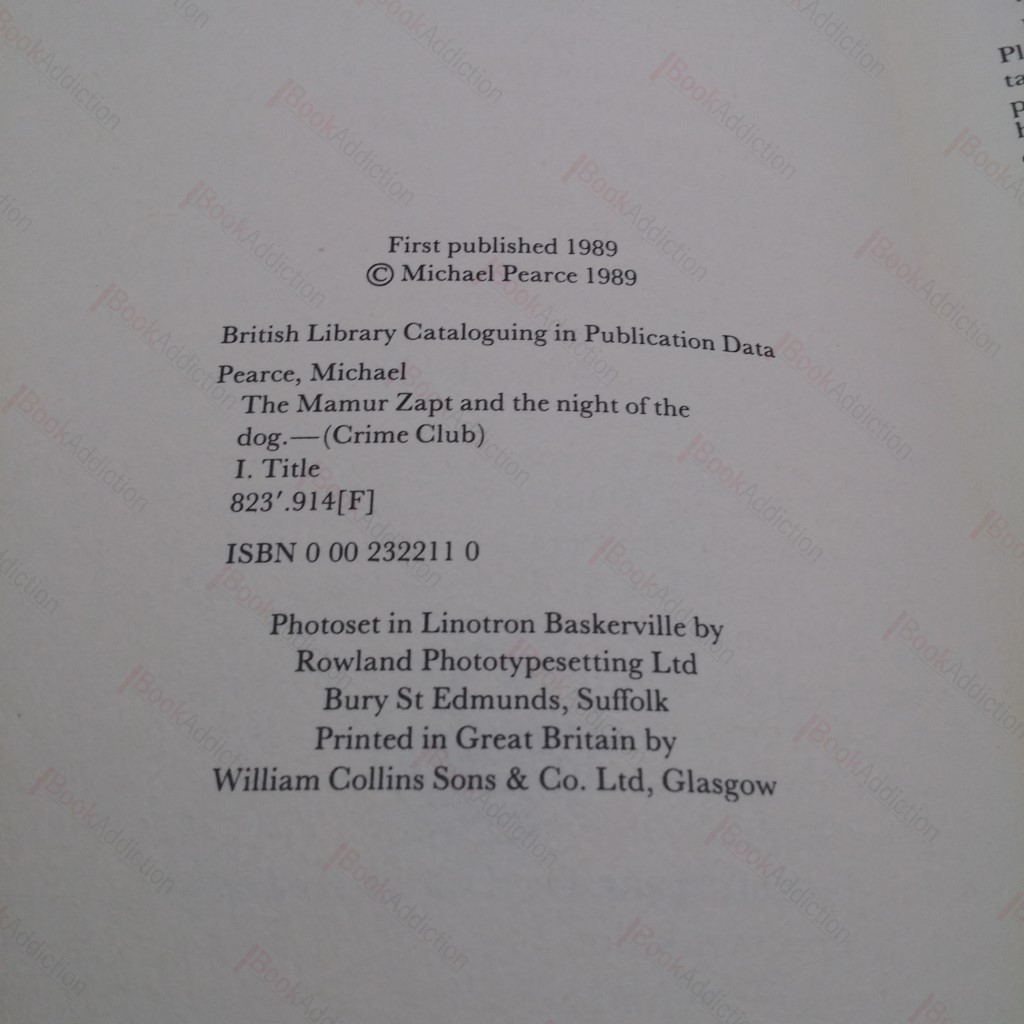 First published 1989
© Michael Pearce 1989
British Library Cataloguing in Publication Data
Pearce, Michael
The Mamur Zapt and the night of the
dog.—(Crime Club)
I. Title
823'.914[F]
ISBN 0 00 232211 0
Photoset in Linotron Baskerville by
Rowland Phototypesetting Ltd
Bury St Edmunds, Suffolk
Printed in Great Britain by
William Collins Sons & Co. Ltd, Glasgow
BookAddiction